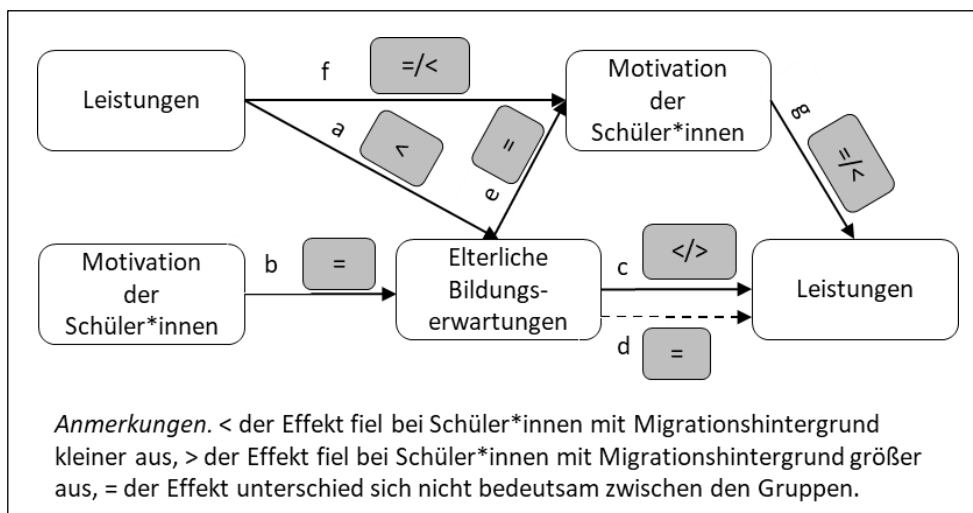 Leistungen
f
=/<
Motivation
der
Schüler*innen
a
<
e
=
g
=/<
Motivation
der
Schüler*innen
b
=
Elterliche
Bildungs-
erwartungen
c
</>
d
=
Leistungen
Anmerkungen. < der Effekt fiel bei Schüler*innen mit Migrationshintergrund
kleiner aus, > der Effekt fiel bei Schüler*innen mit Migrationshintergrund größer
aus, = der Effekt unterschied sich nicht bedeutsam zwischen den Gruppen.